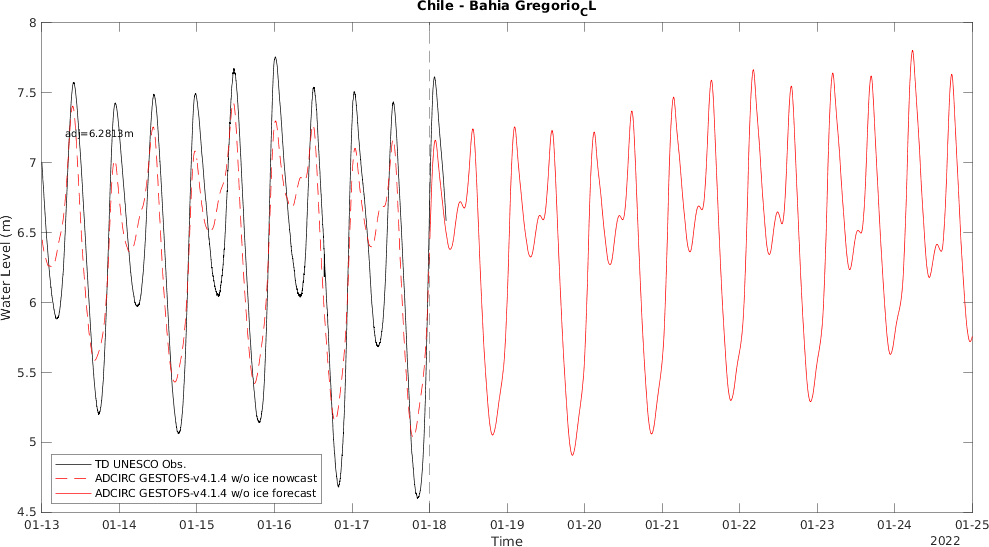 Chile - Bahia Gregorio_CL
Water Level (m)
8
7.5
7
6.5
6
5.5
5
4.5
adj=6.2813m
TD UNESCO Obs.
ADCIRC GESTOFS-v4.1.4 w/o ice nowcast
ADCIRC GESTOFS-v4.1.4 w/o ice forecast
01-13 01-14 01-15 01-16 01-17 01-18 01-19 01-20 01-21 01-22 01-23 01-24 01-25
Time
2022